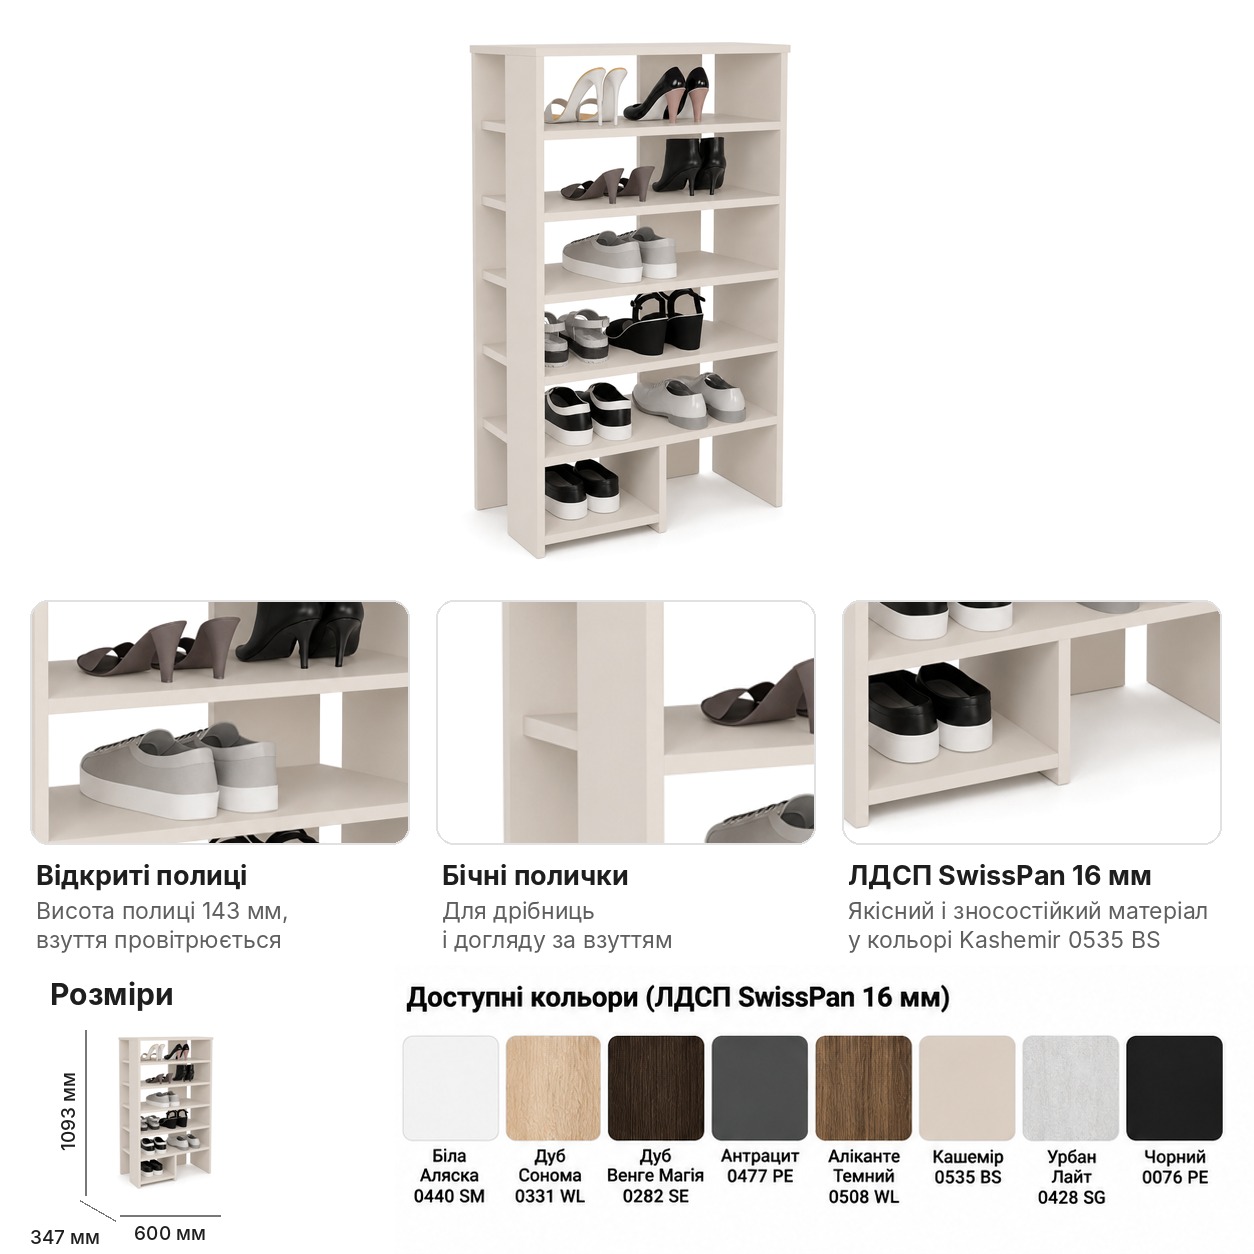 Відкриті полиці
Висота полиці 143 мм,
взуття провітрюється
Бічні полички
Для дрібниць
і догляду за взуттям
ЛДСП SwissPan 16 мм
Якісний і зносостійкий матеріал
у кольорі Kashemir 0535 BS
Розміри
1093 мм
347 мм
600 мм
Доступні кольори (ЛДСП SwissPan 16 мм)
Біла
Аляска
0440 SM
Дуб
Сонома
0331 WL
Дуб
Венге Магія
0282 SE
Антрацит
0477 PE
Аліканте
Темний
0508 WL
Кашемір
0535 BS
Урбан
Лайт
0428 SG
Чорний
0076 PE